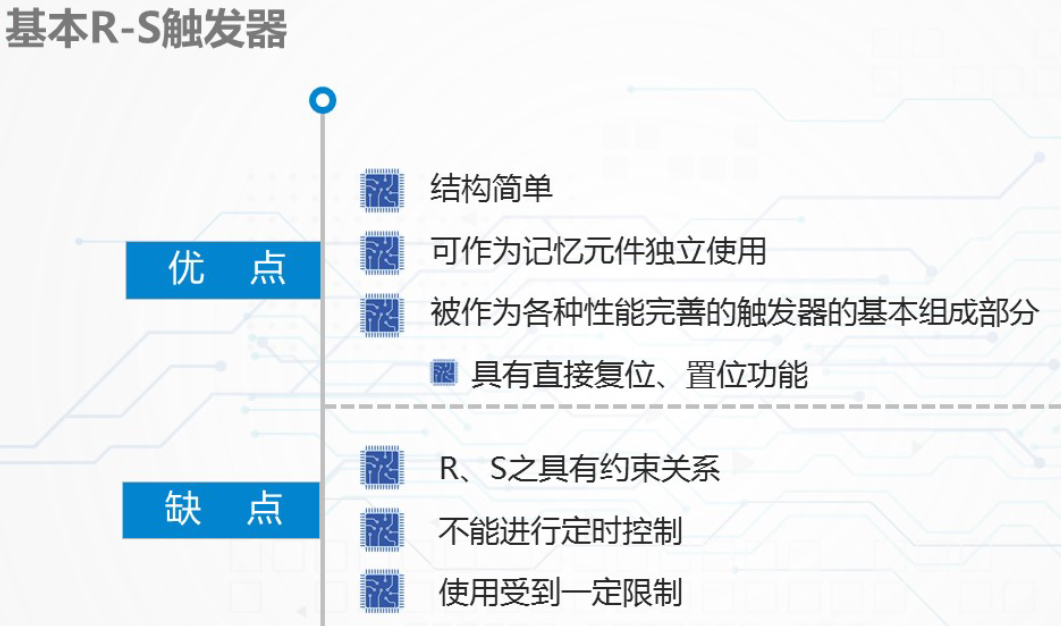 基本R-S触发器
结构简单
可作为记忆元件独立使用
优 点
被作为各种性能完善的触发器的基本组成部分
具有直接复位、置位功能
R、S之具有约束关系
缺 点
不能进行定时控制
使用受到一定限制